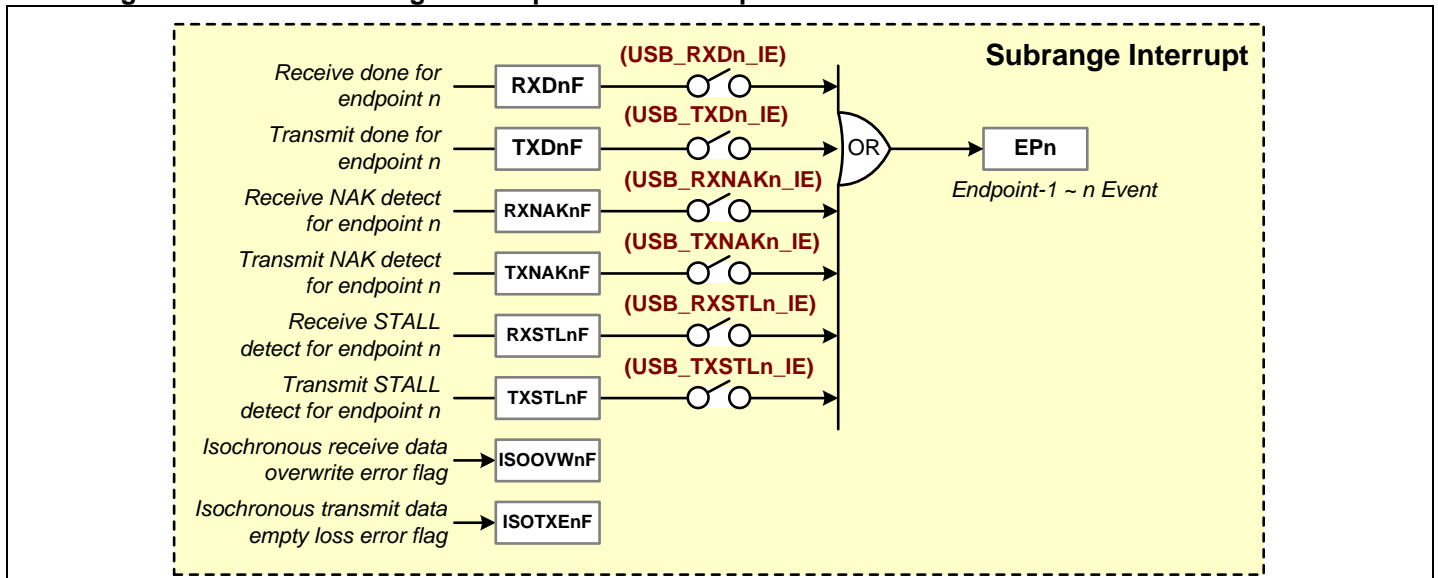 Subrange Interrupt
(USB_RXDn_IE)
Receive done for
endpoint n
RXDnF
(USB_TXDn_IE)
Transmit done for
endpoint n
TXDnF
OR
EPn
Endpoint-1 ~ n Event
(USB_RXNAKn_IE)
Receive NAK detect
for endpoint n
RXNAKnF
(USB_TXNAKn_IE)
Transmit NAK detect
for endpoint n
TXNAKnF
(USB_RXSTLn_IE)
Receive STALL
detect for endpoint n
RXSTLnF
(USB_TXSTLn_IE)
Transmit STALL
detect for endpoint n
TXSTLnF
Isochronous receive data
overwrite error flag
ISOOVWnF
Isochronous transmit data
empty loss error flag
ISOTXEnF